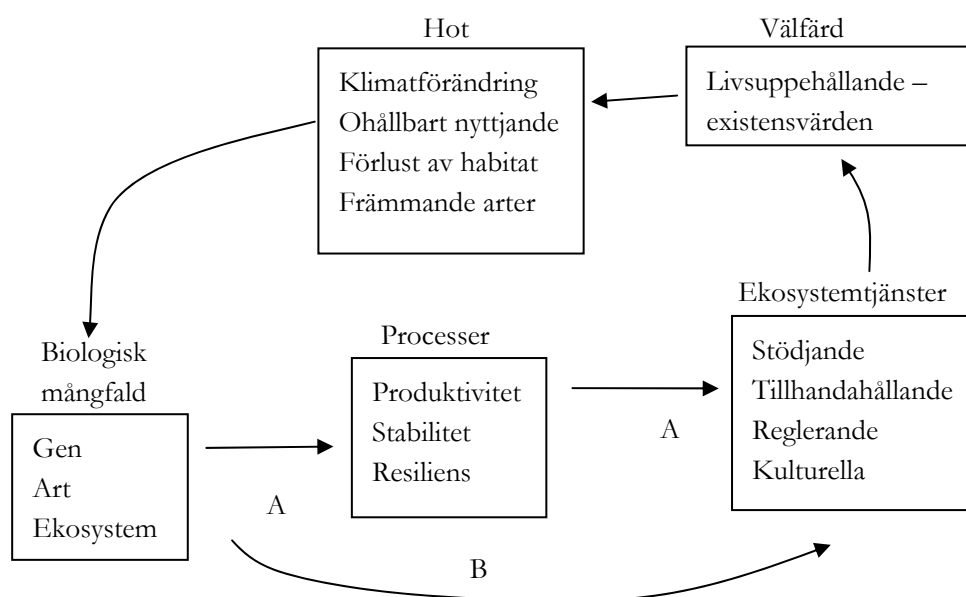 Hot
Klimatförändring
Ohållbart nyttjande
Förlust av habitat
Främmande arter
Välfärd
Livsuppehållande –
existensvärden
Biologisk
mångfald
Gen
Art
Ekosystem
A
Processer
Produktivitet
Stabilitet
Resiliens
A
Ekosystemtjänster
Stödjande
Tillhandahållande
Reglerande
Kulturella
B